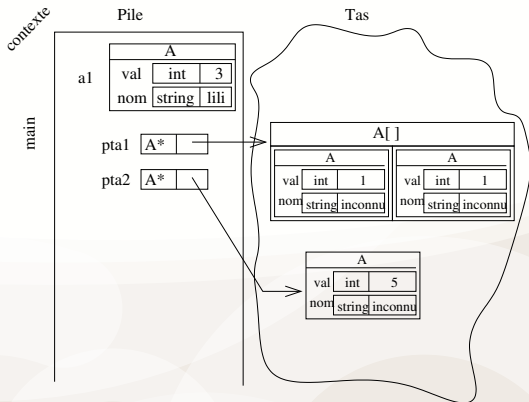 contexte
Pile
Tas
main
a1
A
val int 3
nom string lili
pta1 A*
pta2 A*
A[ ]
A
val int 1
nom string inconnu
A
val int 1
nom string inconnu
A
val int 5
nom string inconnu